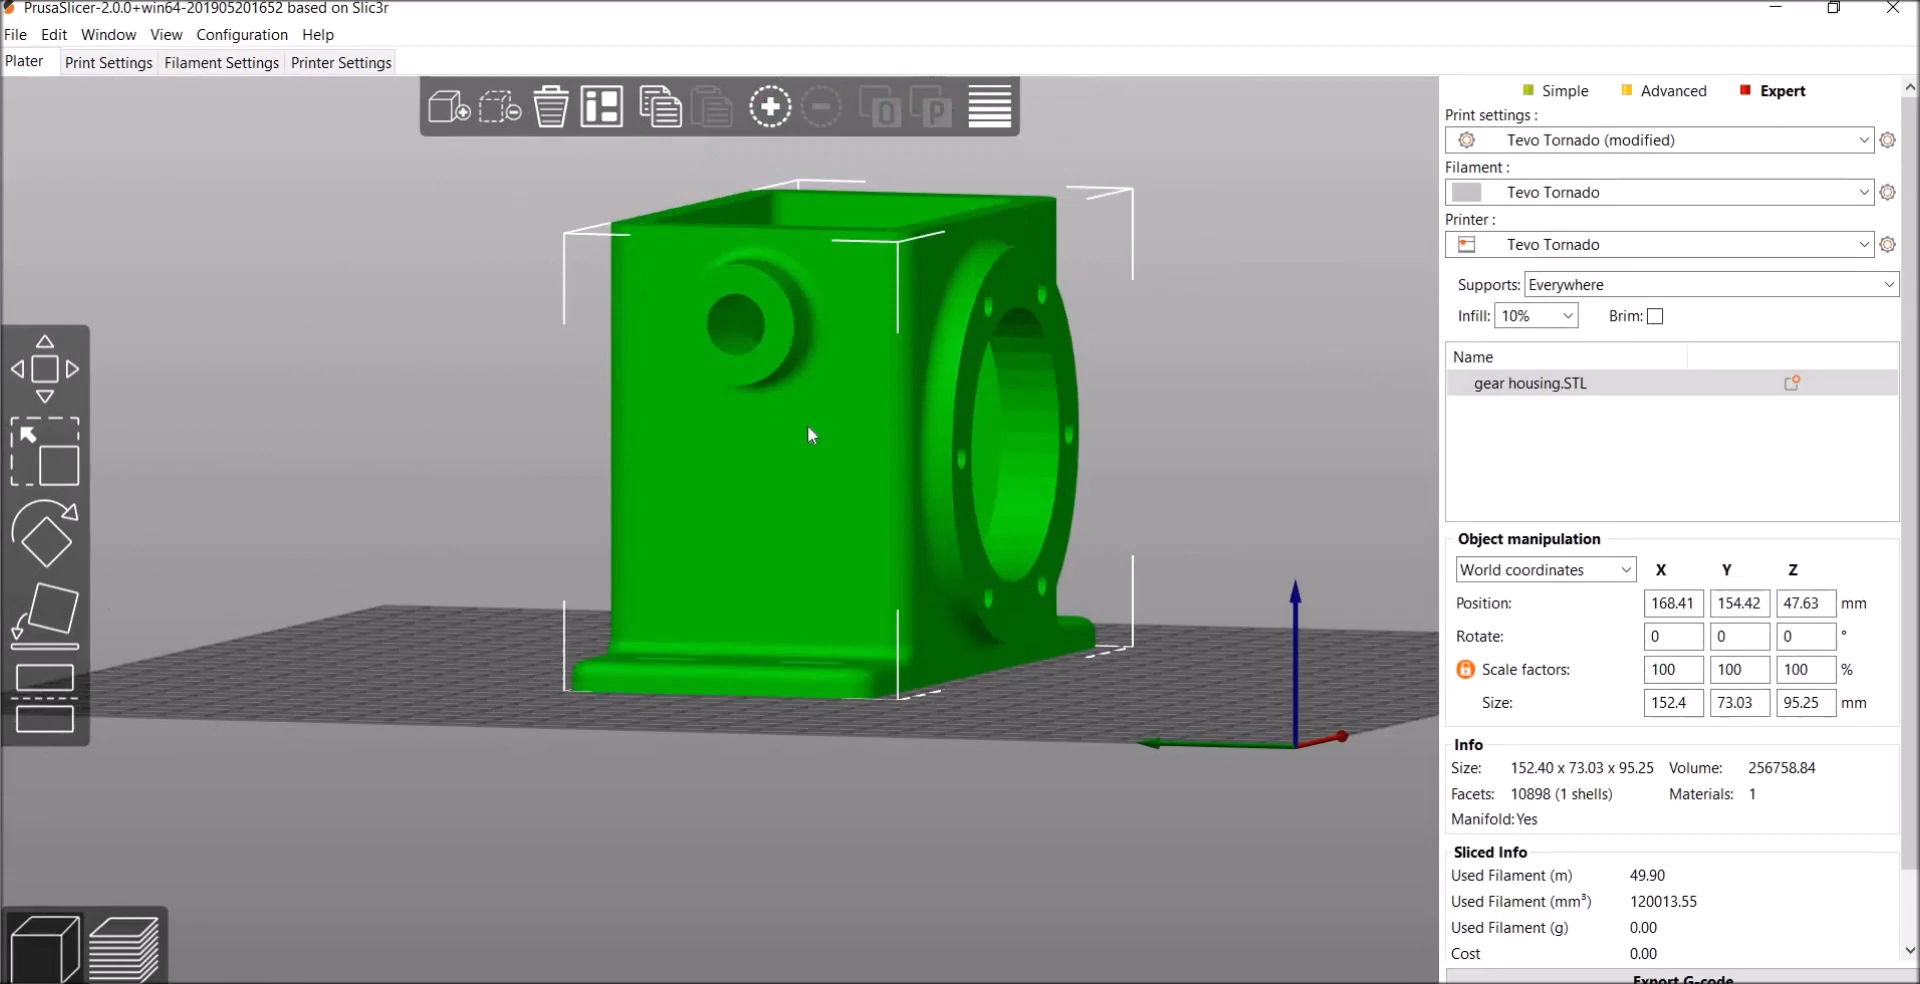 PrusaSlicer-2.0.0+win64-201905201652 based on Slic3r
File Edit Window View Configuration Help
Plater Print Settings Filament Settings Printer Settings
Simple Advanced Expert
Print settings :
Tevo Tornado (modified)
Filament :
Tevo Tornado
Printer :
Tevo Tornado
Supports: Everywhere
Infill: 10% Brim:
Name
gear housing.STL
Object manipulation
World coordinates X Y Z
Position: 168.41 154.42 47.63 mm
Rotate: 0 0 0 °
Scale factors: 100 100 100 %
Size: 152.4 73.03 95.25 mm
Info
Size: 152.40 x 73.03 x 95.25 Volume: 256758.84
Facets: 10898 (1 shells) Materials: 1
Manifold: Yes
Sliced Info
Used Filament (m) 49.90
Used Filament (mm³) 120013.55
Used Filament (g) 0.00
Cost 0.00
Export G-code
O P